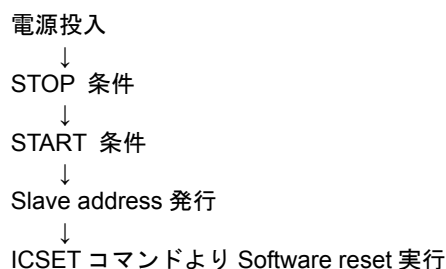 電源投入
↓
STOP 条件
↓
START 条件
↓
Slave address 発行
↓
ICSET コマンドより Software reset 実行